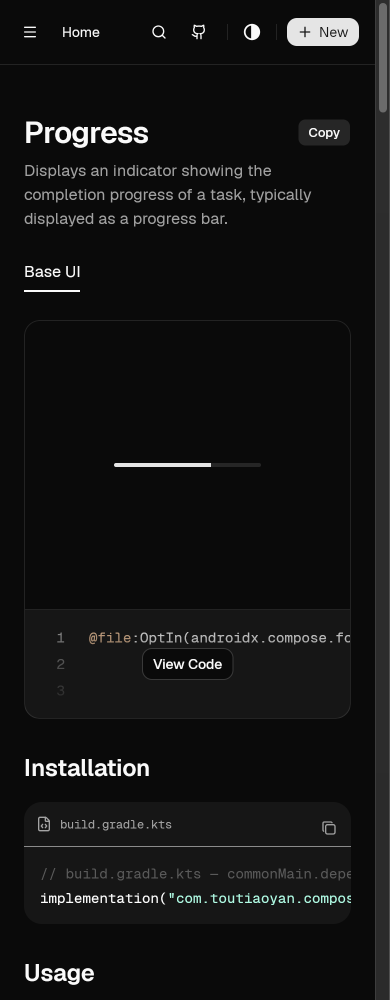 Home
New
Progress
Copy
Displays an indicator showing the
completion progress of a task, typically
displayed as a progress bar.
Base UI
1 @file:OptIn(androidx.compose.fo
2
View Code
3
Installation
build.gradle.kts
// build.gradle.kts — commonMain.depe
implementation("com.toutiaoyan.compos
Usage